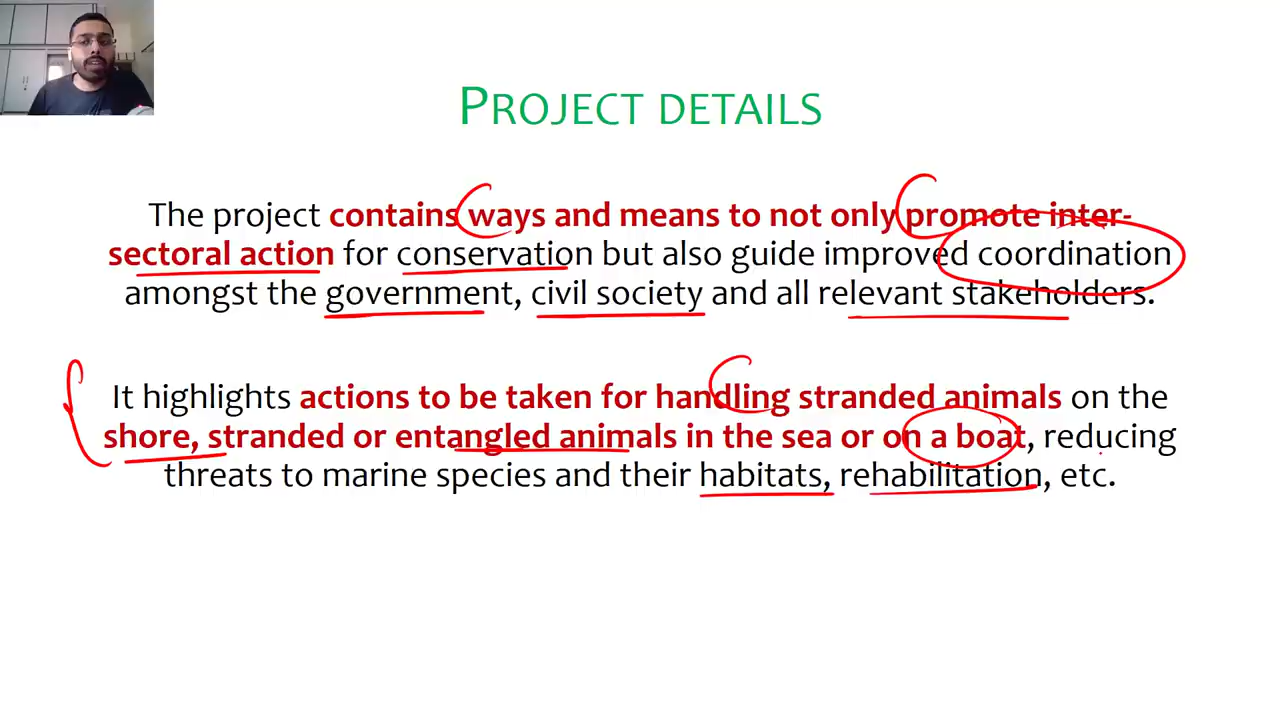 PROJECT DETAILS
The project contains ways and means to not only promote inter-
sectoral action for conservation but also guide improved coordination
amongst the government, civil society and all relevant stakeholders.
It highlights actions to be taken for handling stranded animals on the
shore, stranded or entangled animals in the sea or on a boat, reducing
threats to marine species and their habitats, rehabilitation, etc.